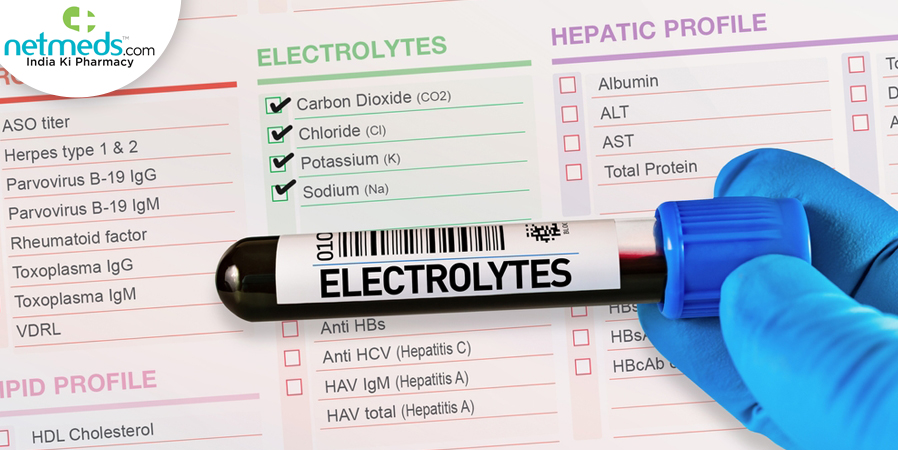 netmeds.com
India Ki Pharmacy
ASO titer
Herpes type 1 & 2
Parvovirus B-19 IgG
Parvovirus B-19 IgM
Rheumatoid factor
Toxoplasma IgG
Toxoplasma IgM
VDRL
IPID PROFILE
HDL Cholesterol
ELECTROLYTES
Carbon Dioxide (CO2)
Chloride (Cl)
Potassium (K)
Sodium (Na)
010
ELECTROLYTES
Anti HBs
Anti HCV (Hepatitis C)
HAV IgM (Hepatitis A)
HAV total (Hepatitis A)
HEPATIC PROFILE
Albumin
ALT
AST
Total Protein
HBs
HBsA
HBcAb
To
D
A